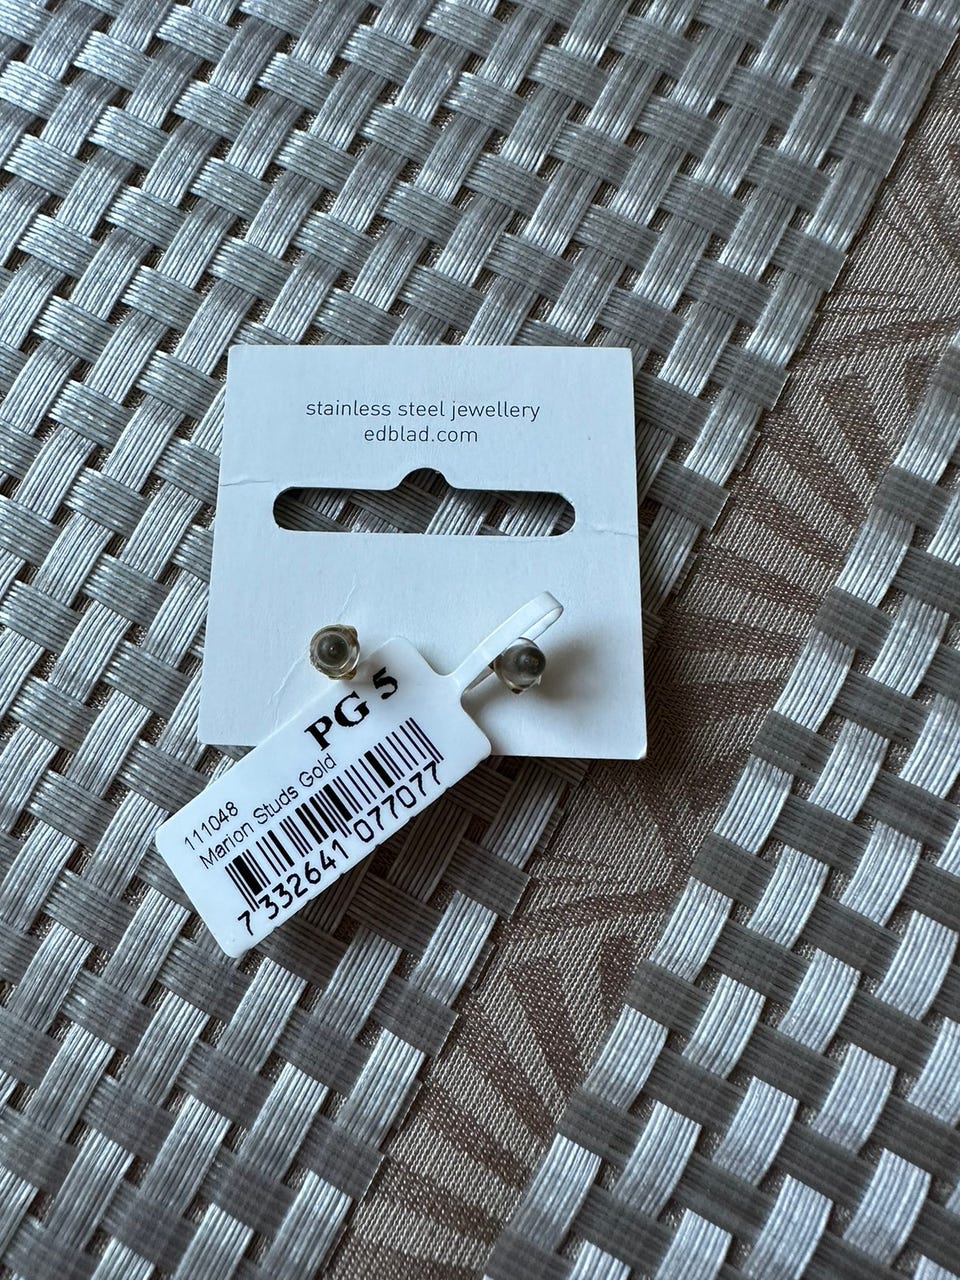 stainless steel jewellery
edblad.com
PG 5
111048
Marion Studs Gold
7 332641 077077